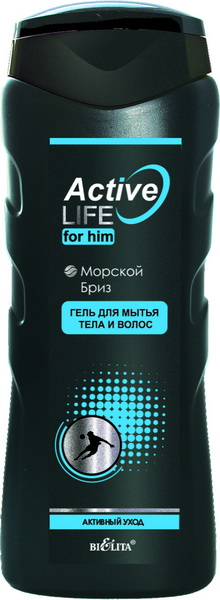 Active
LIFE
for him
Морской
Бриз
ГЕЛЬ ДЛЯ МЫТЬЯ
ТЕЛА И ВОЛОС
АКТИВНЫЙ УХОД
BIELITA®